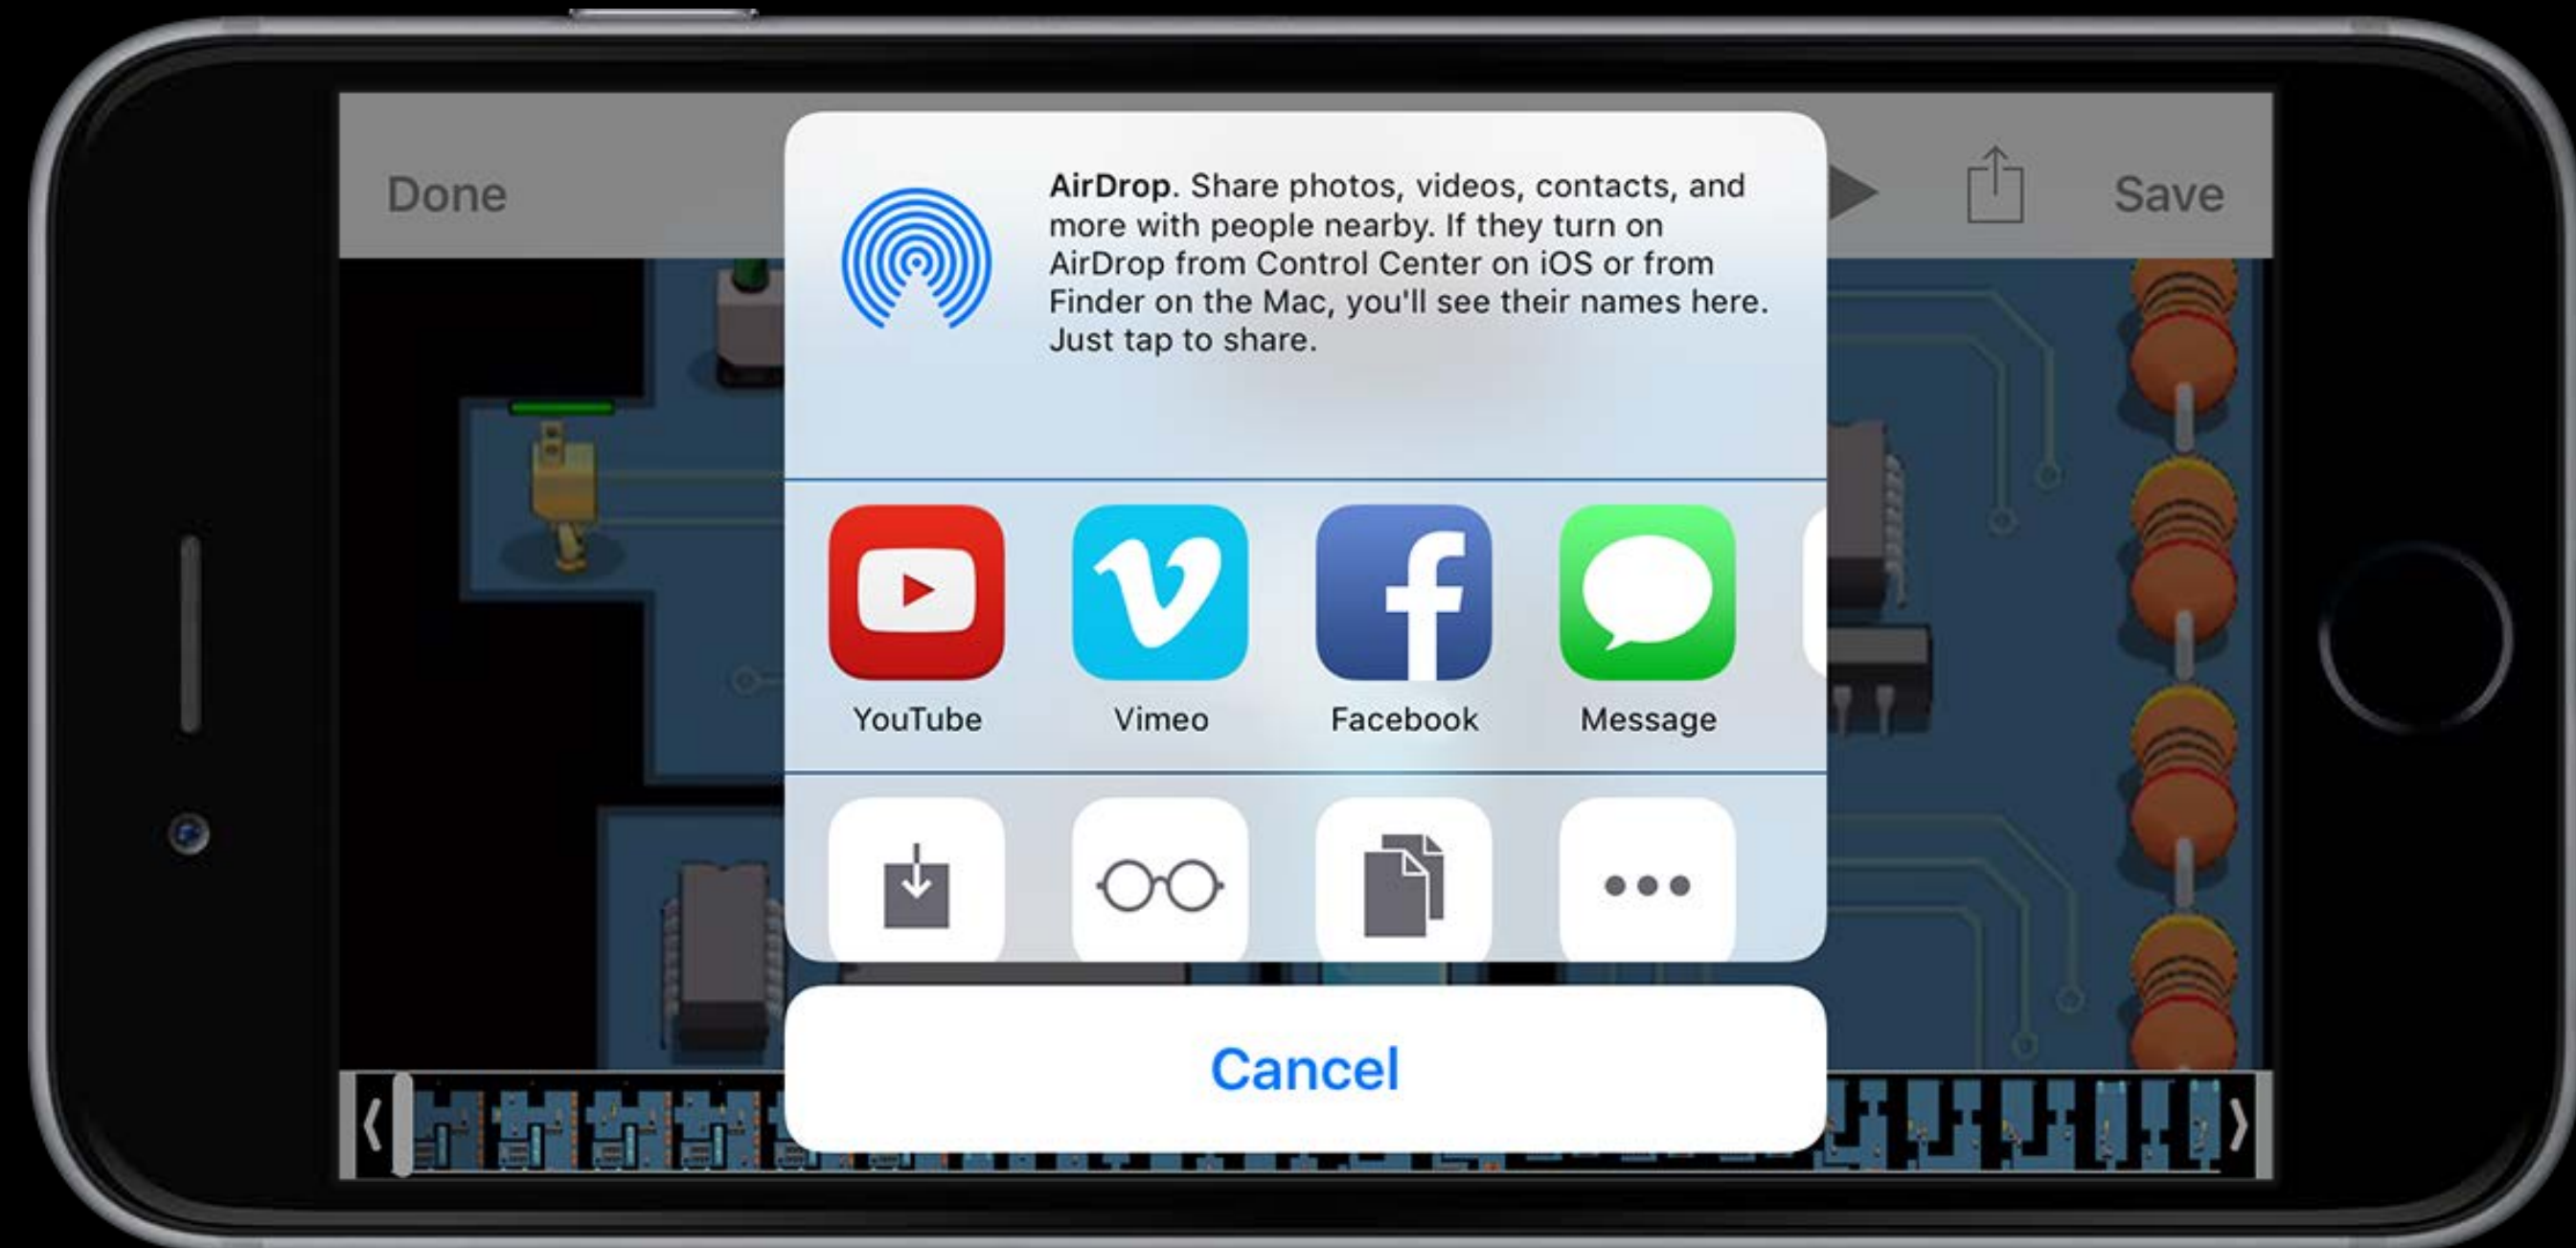 Done
Save
AirDrop. Share photos, videos, contacts, and
more with people nearby. If they turn on
AirDrop from Control Center on iOS or from
Finder on the Mac, you'll see their names here.
Just tap to share.
YouTube
Vimeo
Facebook
Message
Cancel